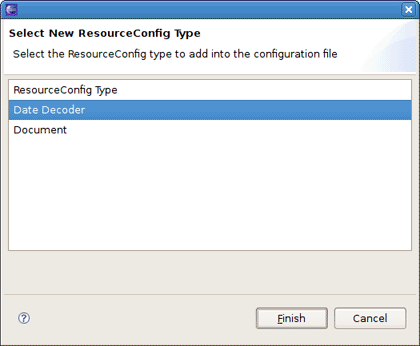 Select New ResourceConfig Type
Select the ResourceConfig type to add into the configuration file
ResourceConfig Type
Date Decoder
Document
?
Finish
Cancel